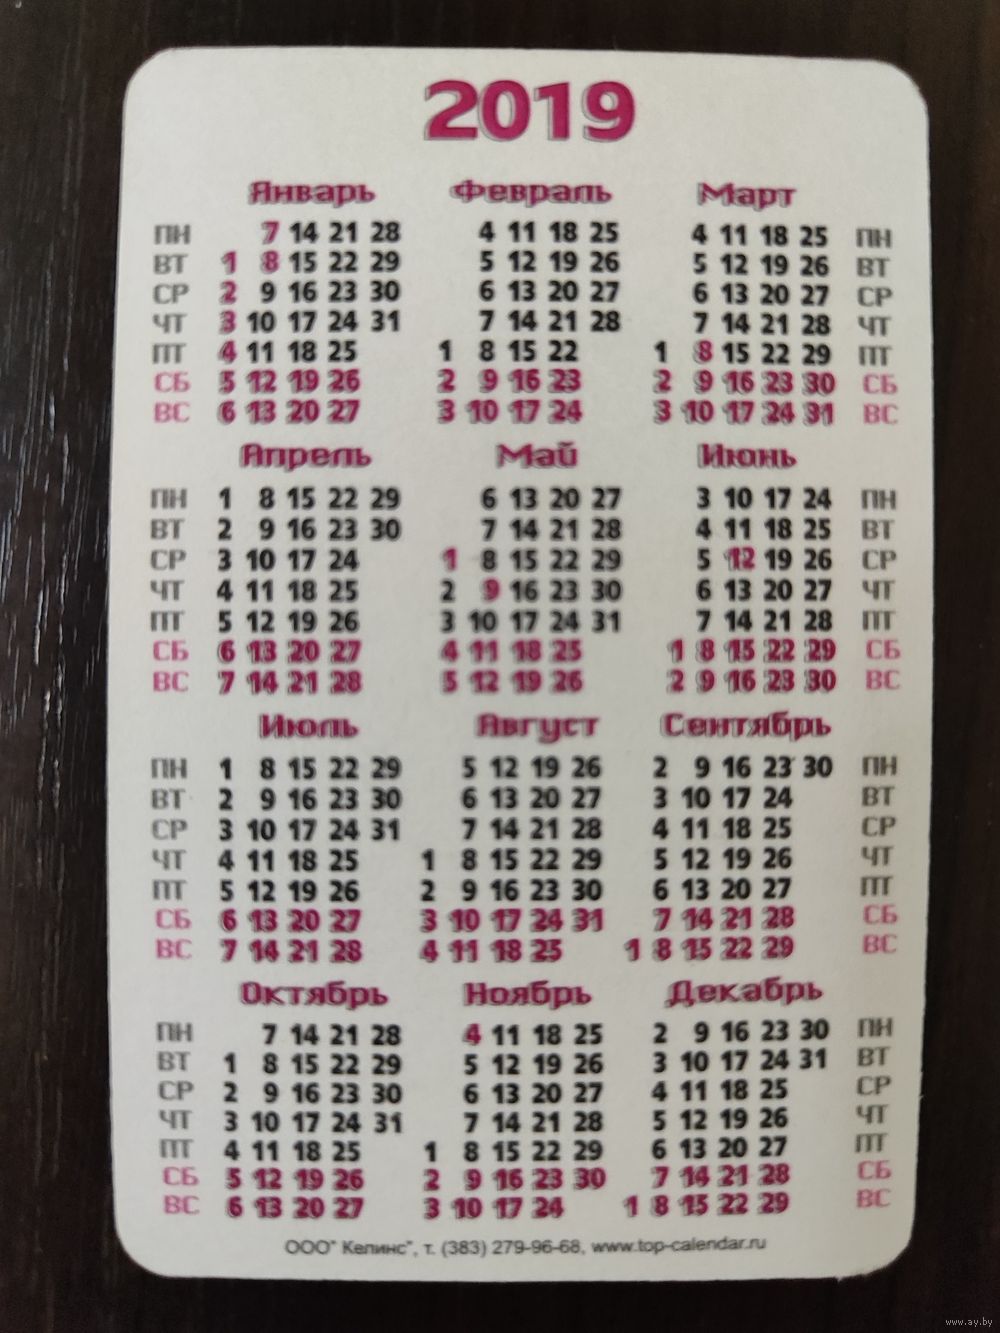 2019
Январь Февраль Март
ПН 7 14 21 28 4 11 18 25 4 11 18 25 ПН
ВТ 1 8 15 22 29 5 12 19 26 5 12 19 26 ВТ
СР 2 9 16 23 30 6 13 20 27 6 13 20 27 СР
ЧТ 3 10 17 24 31 7 14 21 28 7 14 21 28 ЧТ
ПТ 4 11 18 25 1 8 15 22 1 8 15 22 29 ПТ
СБ 5 12 19 26 2 9 16 23 2 9 16 23 30 СБ
ВС 6 13 20 27 3 10 17 24 3 10 17 24 31 ВС
Апрель Май Июнь
ПН 1 8 15 22 29 6 13 20 27 3 10 17 24 ПН
ВТ 2 9 16 23 30 7 14 21 28 4 11 18 25 ВТ
СР 3 10 17 24 1 8 15 22 29 5 12 19 26 СР
ЧТ 4 11 18 25 2 9 16 23 30 6 13 20 27 ЧТ
ПТ 5 12 19 26 3 10 17 24 31 7 14 21 28 ПТ
СБ 6 13 20 27 4 11 18 25 1 8 15 22 29 СБ
ВС 7 14 21 28 5 12 19 26 2 9 16 23 30 ВС
Июль Август Сентябрь
ПН 1 8 15 22 29 5 12 19 26 2 9 16 23 30 ПН
ВТ 2 9 16 23 30 6 13 20 27 3 10 17 24 ВТ
СР 3 10 17 24 31 7 14 21 28 4 11 18 25 СР
ЧТ 4 11 18 25 1 8 15 22 29 5 12 19 26 ЧТ
ПТ 5 12 19 26 2 9 16 23 30 6 13 20 27 ПТ
СБ 6 13 20 27 3 10 17 24 31 7 14 21 28 СБ
ВС 7 14 21 28 4 11 18 25 1 8 15 22 29 ВС
Октябрь Ноябрь Декабрь
ПН 7 14 21 28 4 11 18 25 2 9 16 23 30 ПН
ВТ 1 8 15 22 29 5 12 19 26 3 10 17 24 31 ВТ
СР 2 9 16 23 30 6 13 20 27 4 11 18 25 СР
ЧТ 3 10 17 24 31 7 14 21 28 5 12 19 26 ЧТ
ПТ 4 11 18 25 1 8 15 22 29 6 13 20 27 ПТ
СБ 5 12 19 26 2 9 16 23 30 7 14 21 28 СБ
ВС 6 13 20 27 3 10 17 24 1 8 15 22 29 ВС
ООО" Келинс", т. (383) 279-96-68, www.top-calendar.ru
www.ay.by